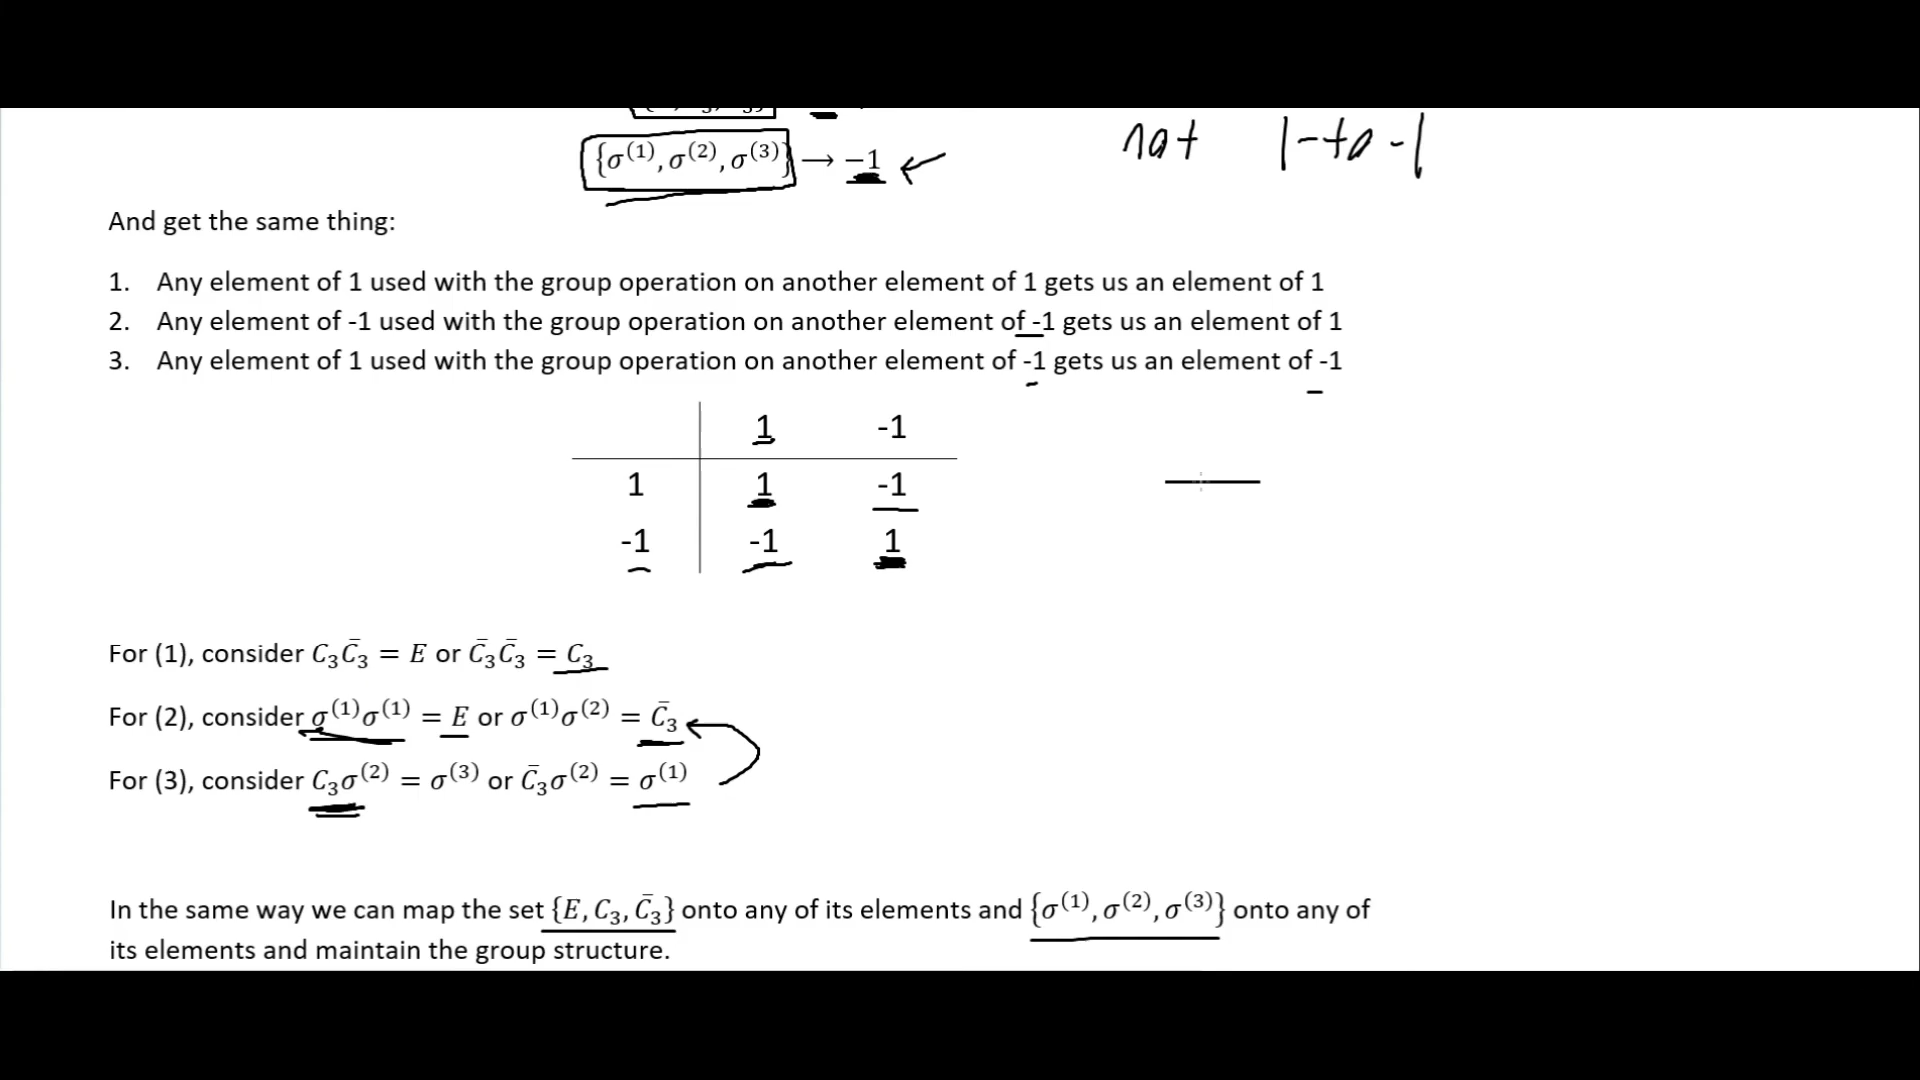 {σ⁽¹⁾, σ⁽²⁾, σ⁽³⁾} → −1
not 1-to-1
And get the same thing:
1. Any element of 1 used with the group operation on another element of 1 gets us an element of 1
2. Any element of -1 used with the group operation on another element of -1 gets us an element of 1
3. Any element of 1 used with the group operation on another element of -1 gets us an element of -1
1 -1
1 1 -1
-1 -1 1
For (1), consider C₃C̄₃ = E or C̄₃C̄₃ = C₃
For (2), consider σ⁽¹⁾σ⁽¹⁾ = E or σ⁽¹⁾σ⁽²⁾ = C̄₃
For (3), consider C₃σ⁽²⁾ = σ⁽³⁾ or C̄₃σ⁽²⁾ = σ⁽¹⁾
In the same way we can map the set {E, C₃, C̄₃} onto any of its elements and {σ⁽¹⁾, σ⁽²⁾, σ⁽³⁾} onto any of
its elements and maintain the group structure.